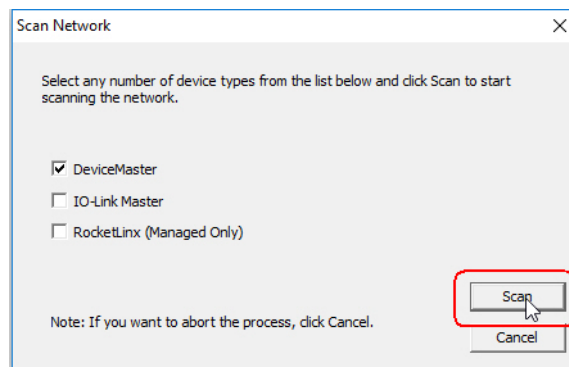 Scan Network
Select any number of device types from the list below and click Scan to start
scanning the network.
DeviceMaster
IO-Link Master
RocketLinx (Managed Only)
Scan
Note: If you want to abort the process, click Cancel.
Cancel